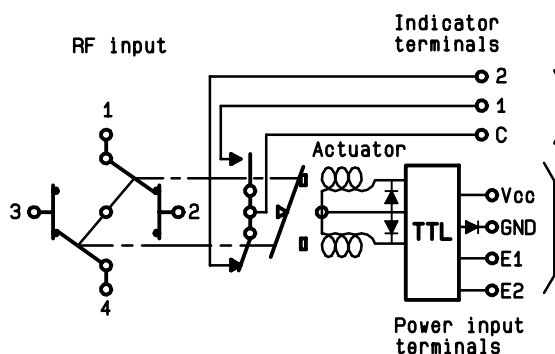 RF input
Indicator
terminals
2
1
C
Actuator
1
3
2
4
TTL
Vcc
GND
E1
E2
Power input
terminals